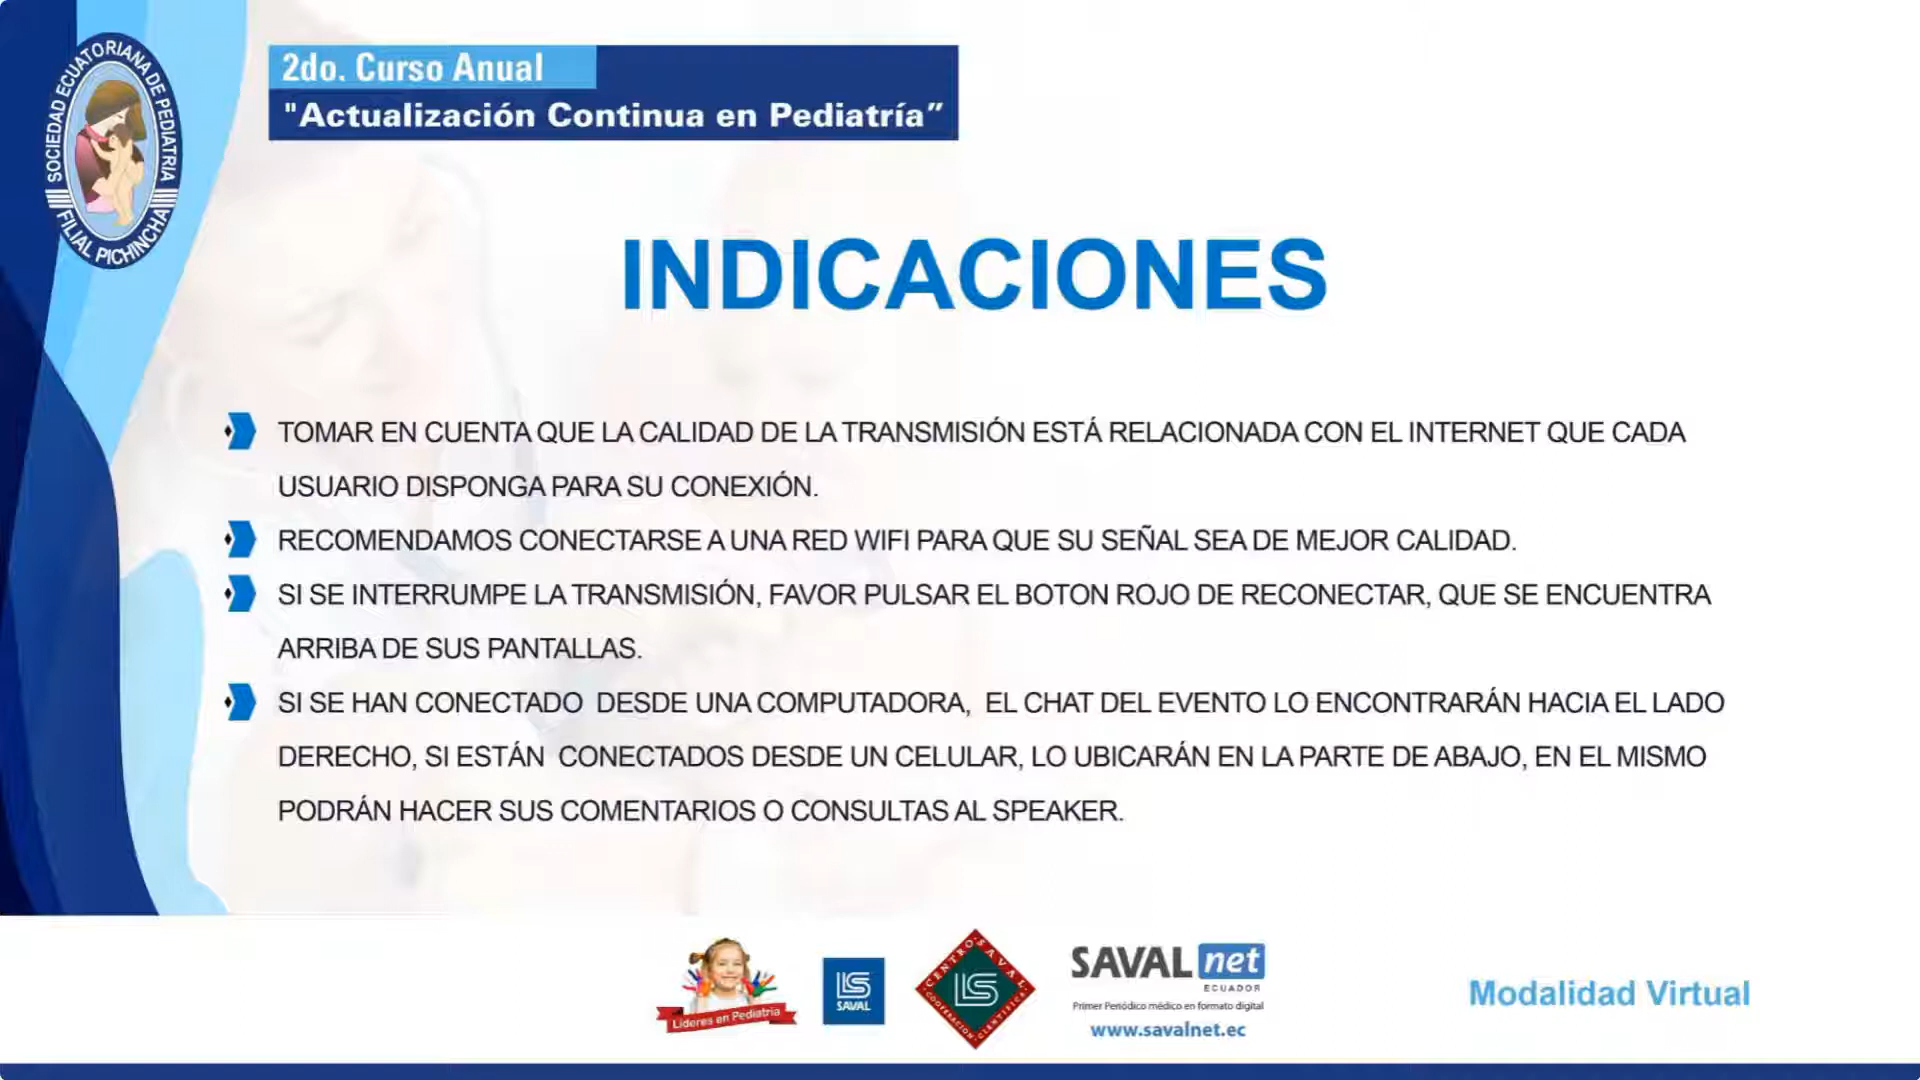 SOCIEDAD ECUATORIANA DE PEDIATRIA
FILIAL PICHINCHA
2do. Curso Anual
"Actualización Continua en Pediatría”
INDICACIONES
TOMAR EN CUENTA QUE LA CALIDAD DE LA TRANSMISIÓN ESTÁ RELACIONADA CON EL INTERNET QUE CADA
USUARIO DISPONGA PARA SU CONEXIÓN.
RECOMENDAMOS CONECTARSE A UNA RED WIFI PARA QUE SU SEÑAL SEA DE MEJOR CALIDAD.
SI SE INTERRUMPE LA TRANSMISIÓN, FAVOR PULSAR EL BOTON ROJO DE RECONECTAR, QUE SE ENCUENTRA
ARRIBA DE SUS PANTALLAS.
SI SE HAN CONECTADO DESDE UNA COMPUTADORA, EL CHAT DEL EVENTO LO ENCONTRARÁN HACIA EL LADO
DERECHO, SI ESTÁN CONECTADOS DESDE UN CELULAR, LO UBICARÁN EN LA PARTE DE ABAJO, EN EL MISMO
PODRÁN HACER SUS COMENTARIOS O CONSULTAS AL SPEAKER.
Líderes en Pediatría
LS
SAVAL
CENTRO SAVAL
LS
COOPERACIÓN CIENTÍFICA
SAVAL net
ECUADOR
Primer Periódico médico en formato digital
www.savalnet.ec
Modalidad Virtual